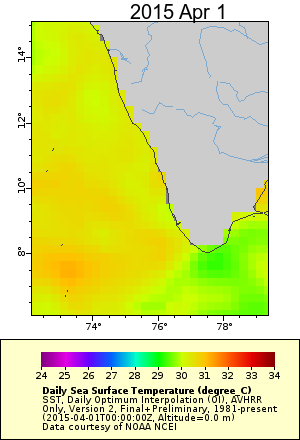 2015 Apr 1
14°
12°
10°
8°
74° 76° 78°
24 25 26 27 28 29 30 31 32 33 34
Daily Sea Surface Temperature (degree_C)
SST, Daily Optimum Interpolation (OI), AVHRR
Only, Version 2, Final+Preliminary, 1981-present
(2015-04-01T00:00:00Z, Altitude=0.0 m)
Data courtesy of NOAA NCEI